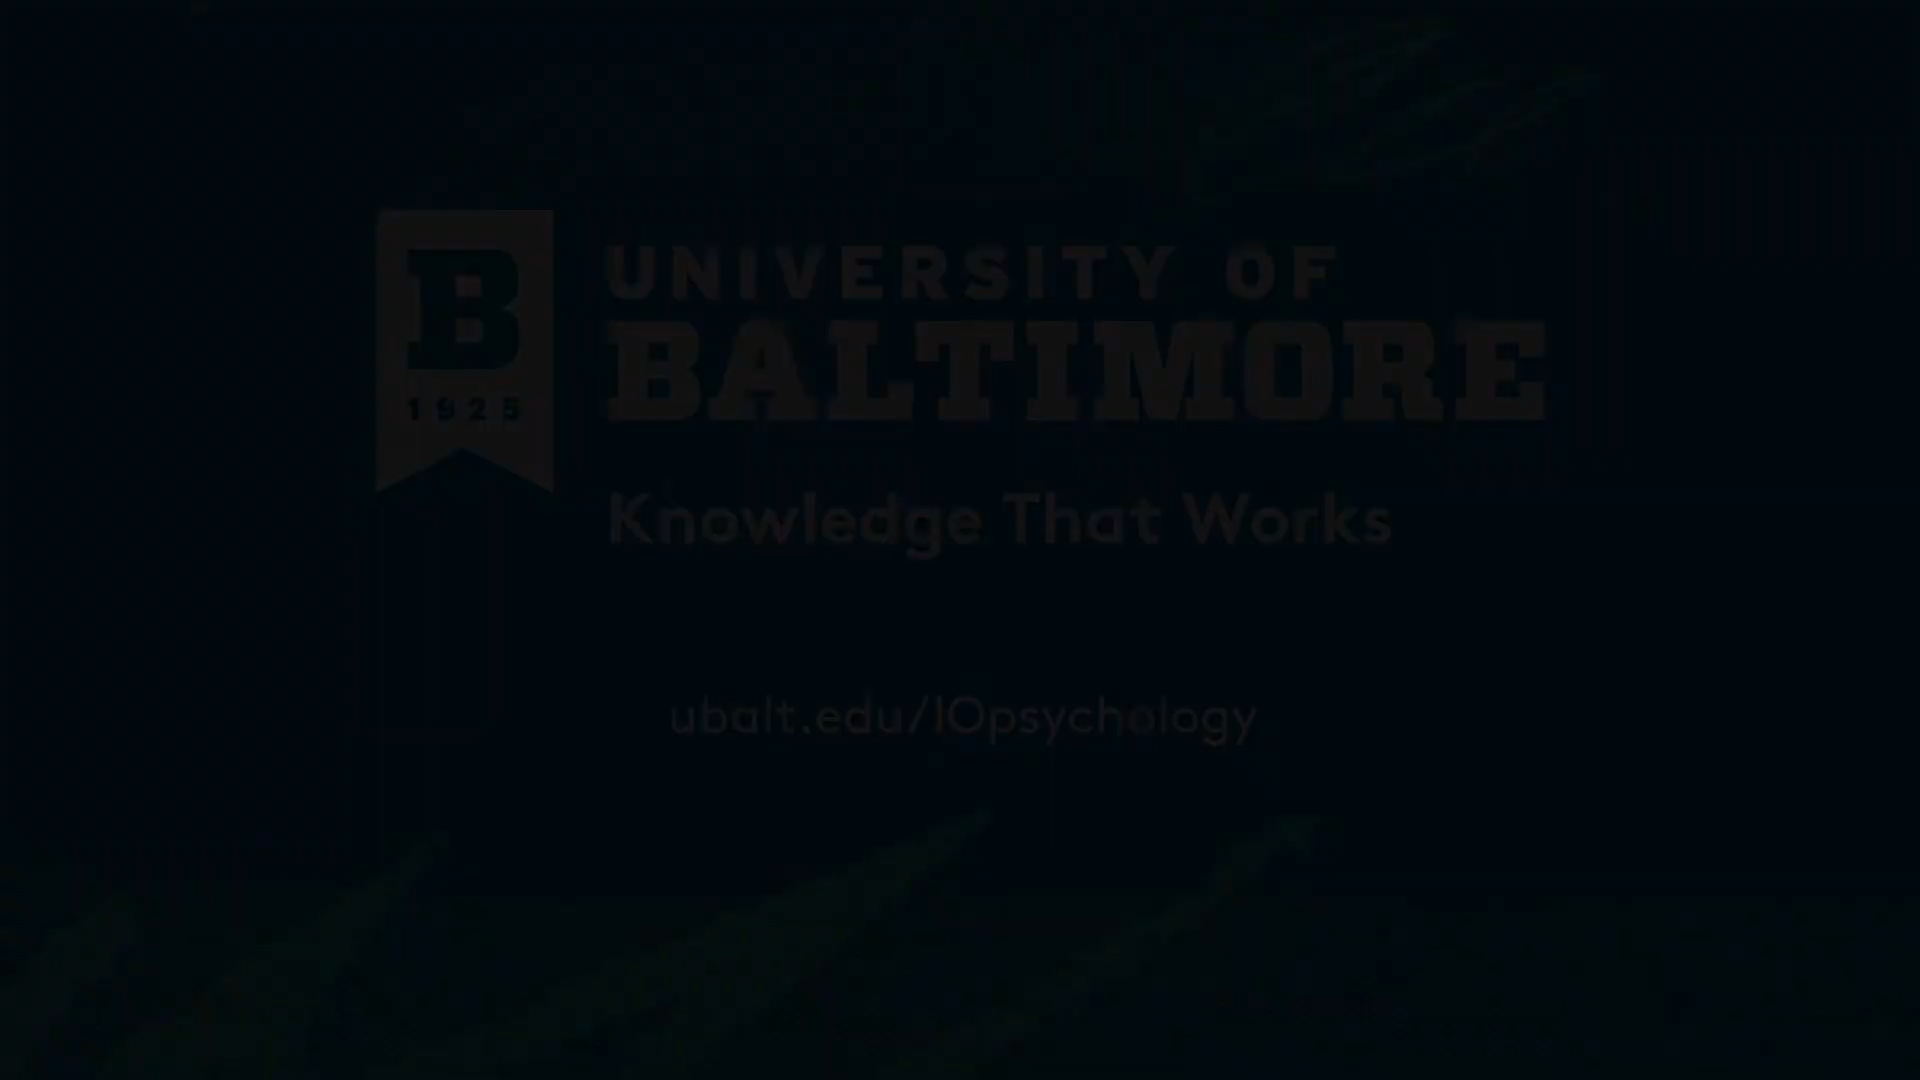 B
1925
UNIVERSITY OF
BALTIMORE
Knowledge That Works
ubalt.edu/IOpsychology